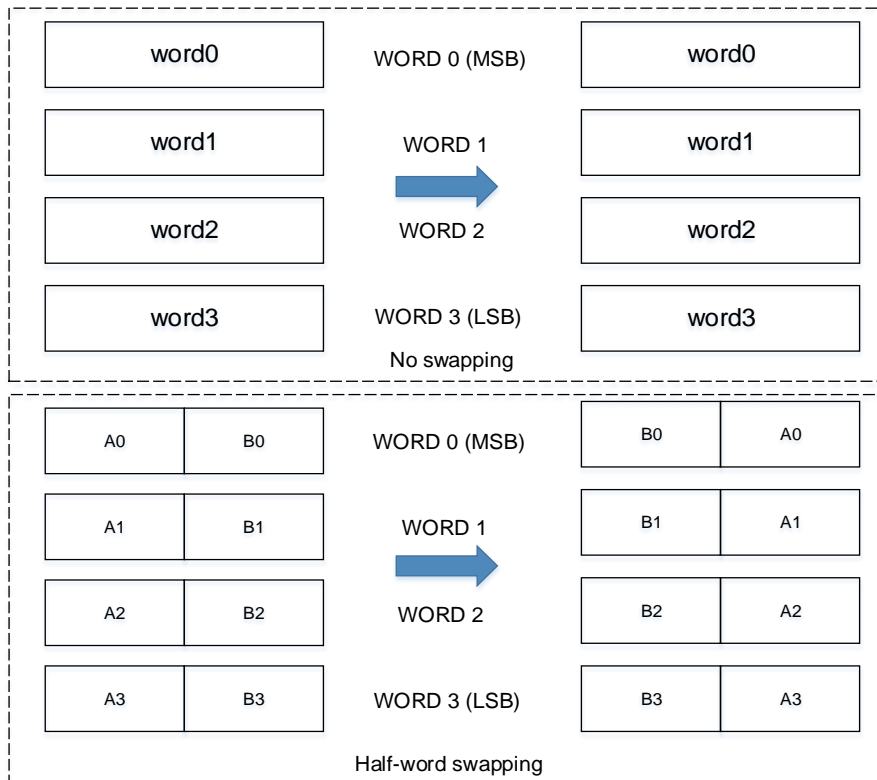 word0 WORD 0 (MSB) word0
word1 WORD 1 word1
word2 WORD 2 word2
word3 WORD 3 (LSB) word3
No swapping
A0 B0 WORD 0 (MSB) B0 A0
A1 B1 WORD 1 B1 A1
A2 B2 WORD 2 B2 A2
A3 B3 WORD 3 (LSB) B3 A3
Half-word swapping